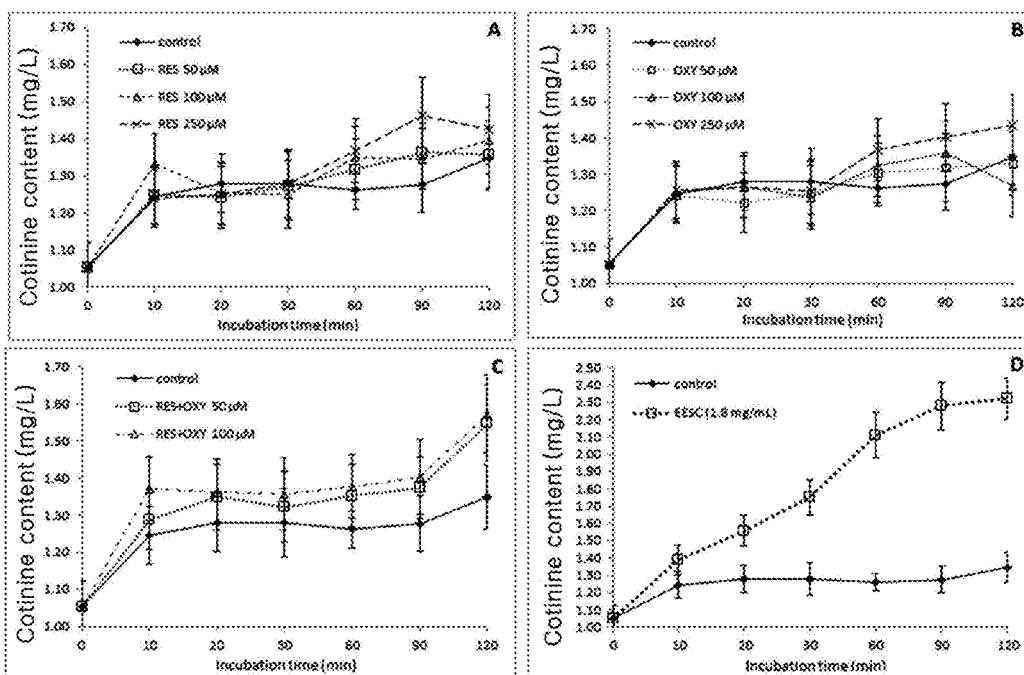 A
Cotinine content (mg/L)
1.70
1.60
1.50
1.40
1.30
1.20
1.10
1.00
control
RES 50 μM
RES 100 μM
RES 250 μM
0 10 20 30 60 90 120
Incubation time (min)
B
Cotinine content (mg/L)
1.70
1.60
1.50
1.40
1.30
1.20
1.10
1.00
control
OXY 50 μM
OXY 100 μM
OXY 250 μM
0 10 20 30 60 90 120
Incubation time (min)
C
Cotinine content (mg/L)
1.70
1.60
1.50
1.40
1.30
1.20
1.10
1.00
control
RES+OXY 50 μM
RES+OXY 100 μM
0 10 20 30 60 90 120
Incubation time (min)
D
Cotinine content (mg/L)
2.50
2.40
2.30
2.20
2.10
2.00
1.90
1.80
1.70
1.60
1.50
1.40
1.30
1.20
1.10
1.00
control
EESC (1.8 mg/mL)
0 10 20 30 60 90 120
Incubation time (min)